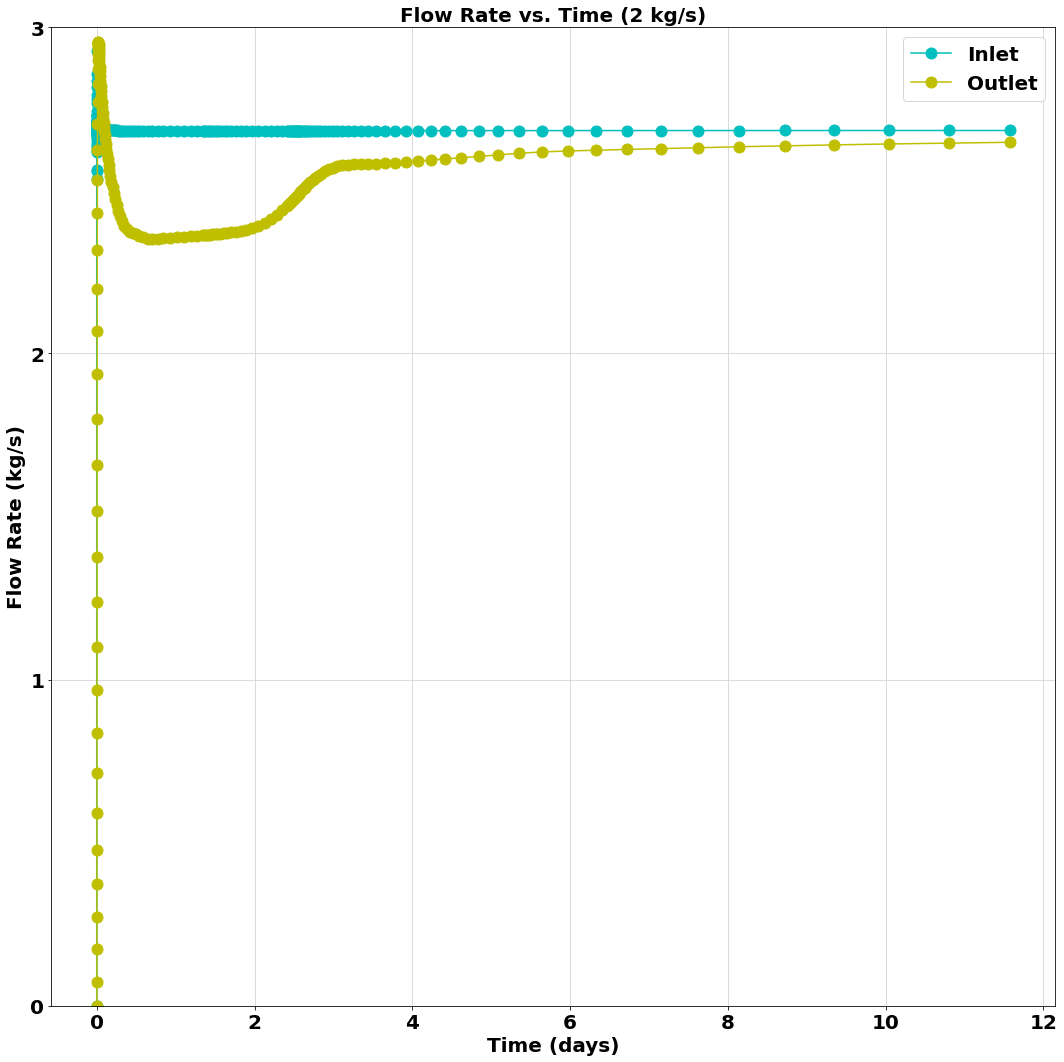 Flow Rate vs. Time (2 kg/s)
Inlet
Outlet
Flow Rate (kg/s)
3
2
1
0
0 2 4 6 8 10 12
Time (days)